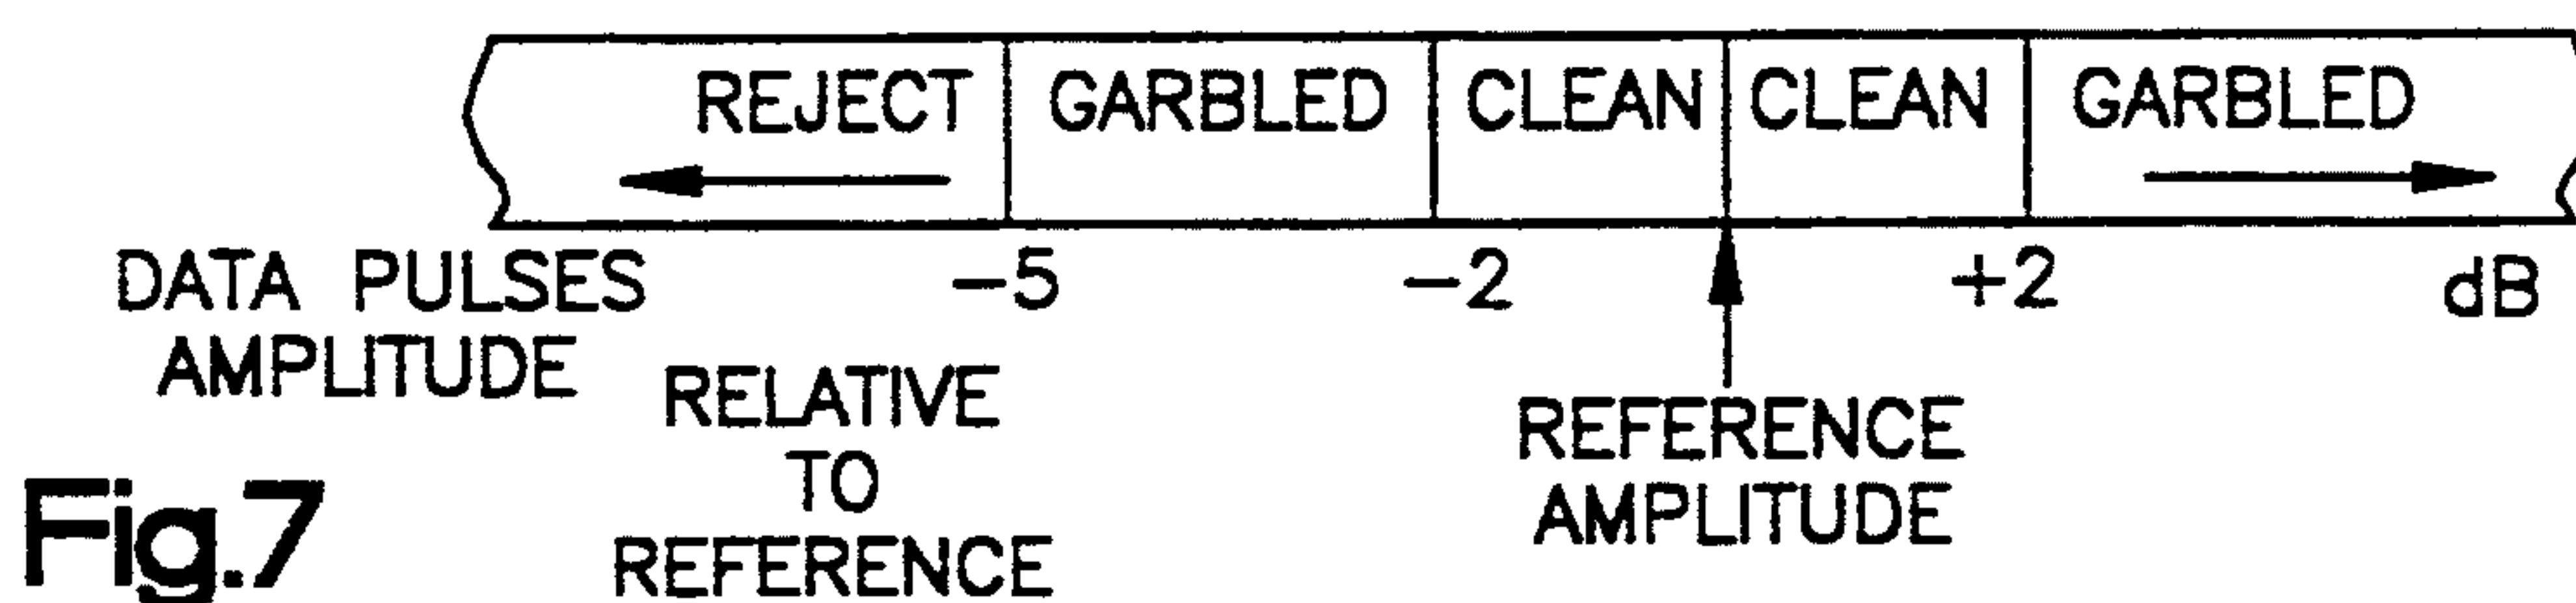 REJECT GARBLED CLEAN CLEAN GARBLED
DATA PULSES -5 -2 +2 dB
AMPLITUDE
RELATIVE
TO
REFERENCE
REFERENCE
AMPLITUDE
Fig.7